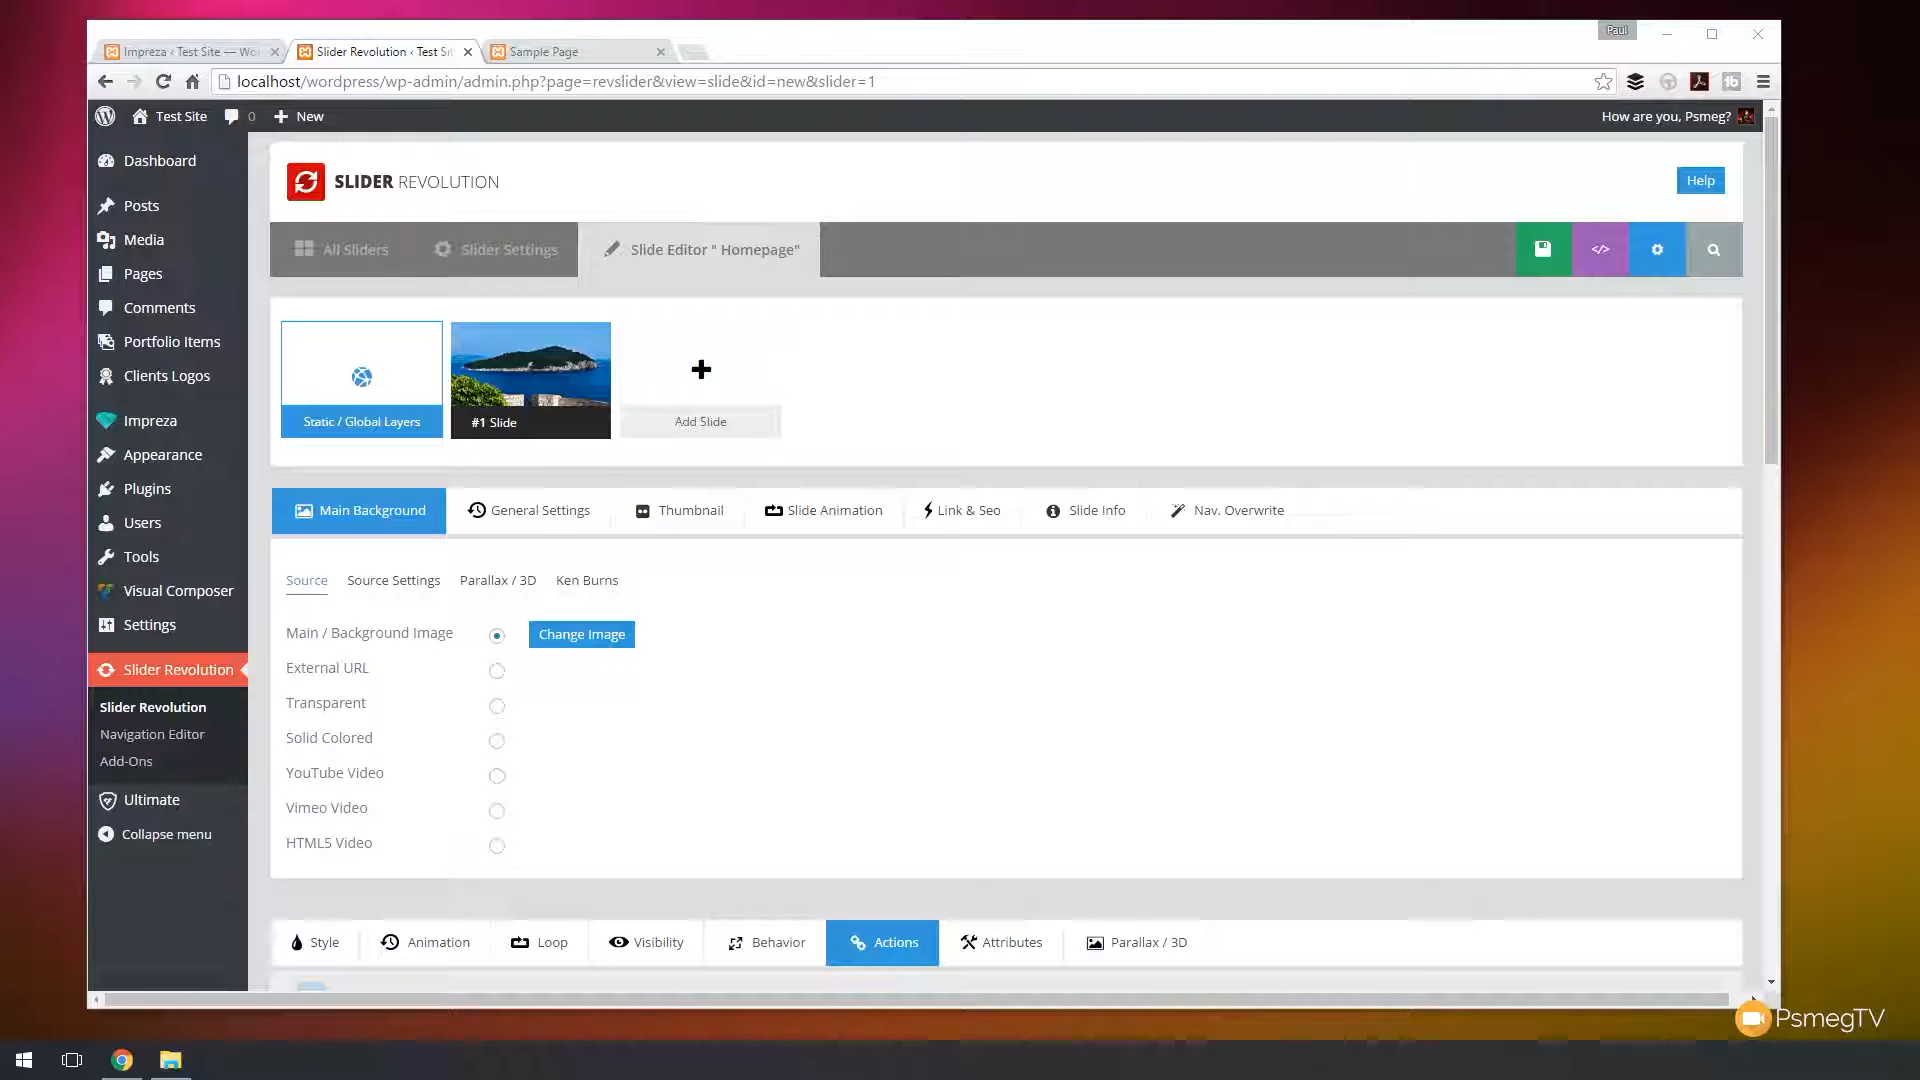 Paul
Impreza ‹ Test Site — Wo
Slider Revolution ‹ Test Sit
Sample Page
localhost/wordpress/wp-admin/admin.php?page=revslider&view=slide&id=new&slider=1
Test Site
0
New
How are you, Psmeg?
Dashboard
Posts
Media
Pages
Comments
Portfolio Items
Clients Logos
Impreza
Appearance
Plugins
Users
Tools
Visual Composer
Settings
Slider Revolution
Slider Revolution
Navigation Editor
Add-Ons
Ultimate
Collapse menu
SLIDER REVOLUTION
Help
All Sliders
Slider Settings
Slide Editor " Homepage"
</>
Static / Global Layers
#1 Slide
Add Slide
Main Background
General Settings
Thumbnail
Slide Animation
Link & Seo
Slide Info
Nav. Overwrite
Source
Source Settings
Parallax / 3D
Ken Burns
Main / Background Image
Change Image
External URL
Transparent
Solid Colored
YouTube Video
Vimeo Video
HTML5 Video
Style
Animation
Loop
Visibility
Behavior
Actions
Attributes
Parallax / 3D
PsmegTV